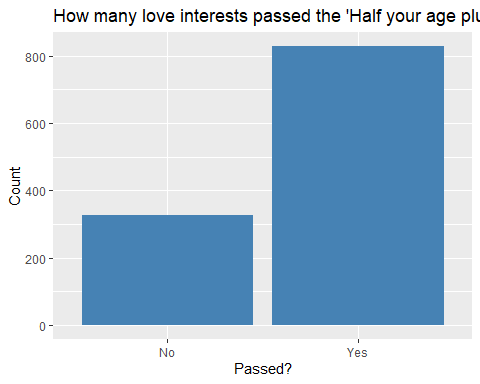 How many love interests passed the 'Half your age plu
800
600
400
200
0
Count
No
Yes
Passed?